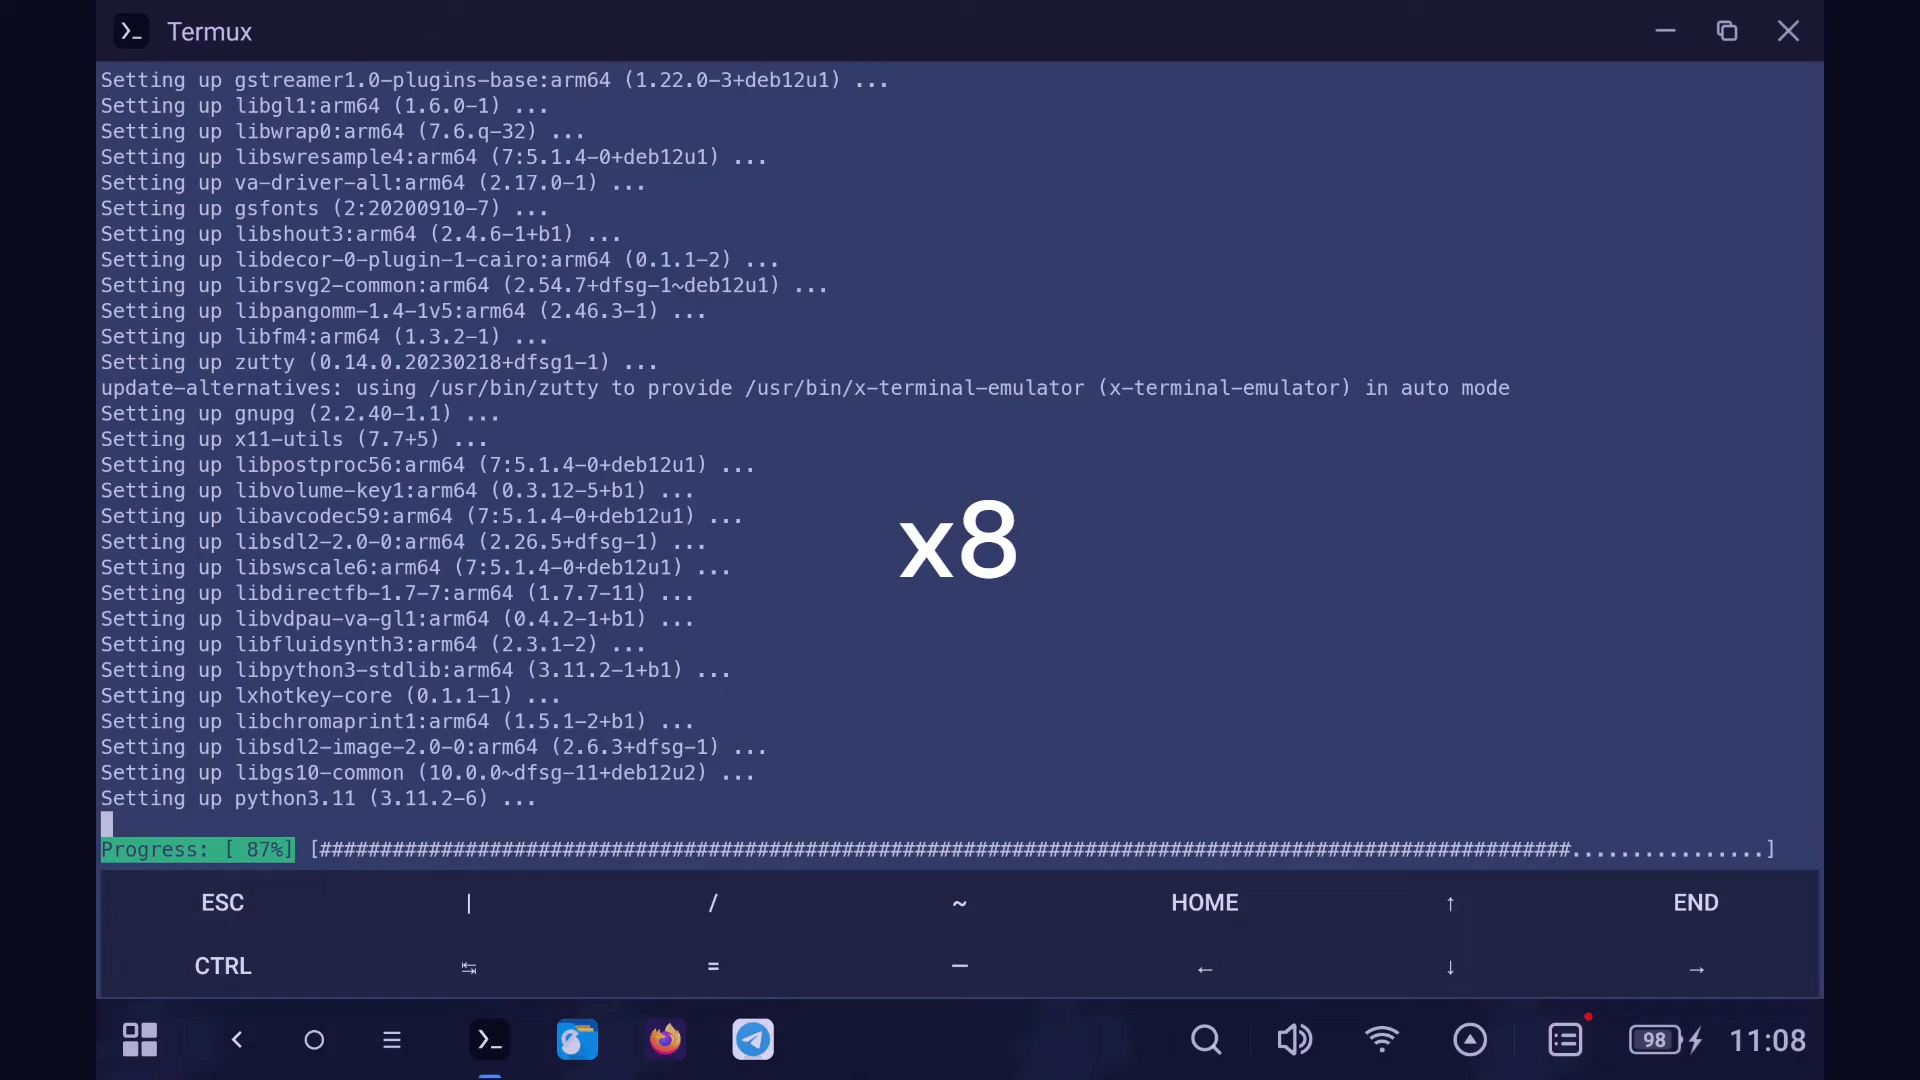 Termux
Setting up gstreamer1.0-plugins-base:arm64 (1.22.0-3+deb12u1) ...
Setting up libgl1:arm64 (1.6.0-1) ...
Setting up libwrap0:arm64 (7.6.q-32) ...
Setting up libswresample4:arm64 (7:5.1.4-0+deb12u1) ...
Setting up va-driver-all:arm64 (2.17.0-1) ...
Setting up gsfonts (2:20200910-7) ...
Setting up libshout3:arm64 (2.4.6-1+b1) ...
Setting up libdecor-0-plugin-1-cairo:arm64 (0.1.1-2) ...
Setting up librsvg2-common:arm64 (2.54.7+dfsg-1~deb12u1) ...
Setting up libpangomm-1.4-1v5:arm64 (2.46.3-1) ...
Setting up libfm4:arm64 (1.3.2-1) ...
Setting up zutty (0.14.0.20230218+dfsg1-1) ...
update-alternatives: using /usr/bin/zutty to provide /usr/bin/x-terminal-emulator (x-terminal-emulator) in auto mode
Setting up gnupg (2.2.40-1.1) ...
Setting up x11-utils (7.7+5) ...
Setting up libpostproc56:arm64 (7:5.1.4-0+deb12u1) ...
Setting up libvolume-key1:arm64 (0.3.12-5+b1) ...
Setting up libavcodec59:arm64 (7:5.1.4-0+deb12u1) ...
Setting up libsdl2-2.0-0:arm64 (2.26.5+dfsg-1) ...
Setting up libswscale6:arm64 (7:5.1.4-0+deb12u1) ...
Setting up libdirectfb-1.7-7:arm64 (1.7.7-11) ...
Setting up libvdpau-va-gl1:arm64 (0.4.2-1+b1) ...
Setting up libfluidsynth3:arm64 (2.3.1-2) ...
Setting up libpython3-stdlib:arm64 (3.11.2-1+b1) ...
Setting up lxhotkey-core (0.1.1-1) ...
Setting up libchromaprint1:arm64 (1.5.1-2+b1) ...
Setting up libsdl2-image-2.0-0:arm64 (2.6.3+dfsg-1) ...
Setting up libgs10-common (10.0.0~dfsg-11+deb12u2) ...
Setting up python3.11 (3.11.2-6) ...
x8
Progress: [ 87%] [#######################################################################################################................]
ESC | / ~ HOME ↑ END
CTRL ⇆ = — ← ↓ →
98 11:08